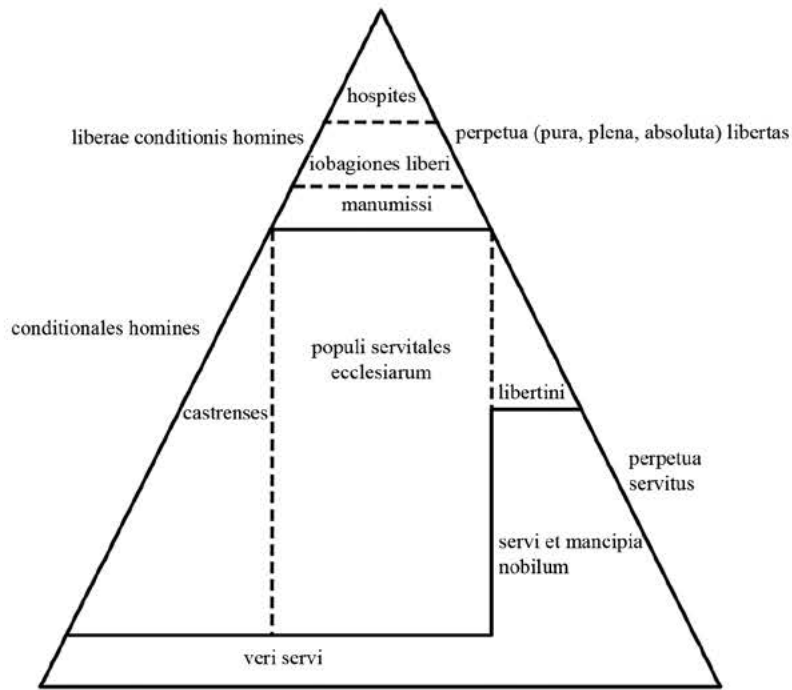 hospites
liberae conditionis homines
perpetua (pura, plena, absoluta) libertas
iobagiones liberi
manumissi
conditionales homines
populi servitales
ecclesiarum
libertini
castrenses
perpetua
servitus
servi et mancipia
nobilum
veri servi